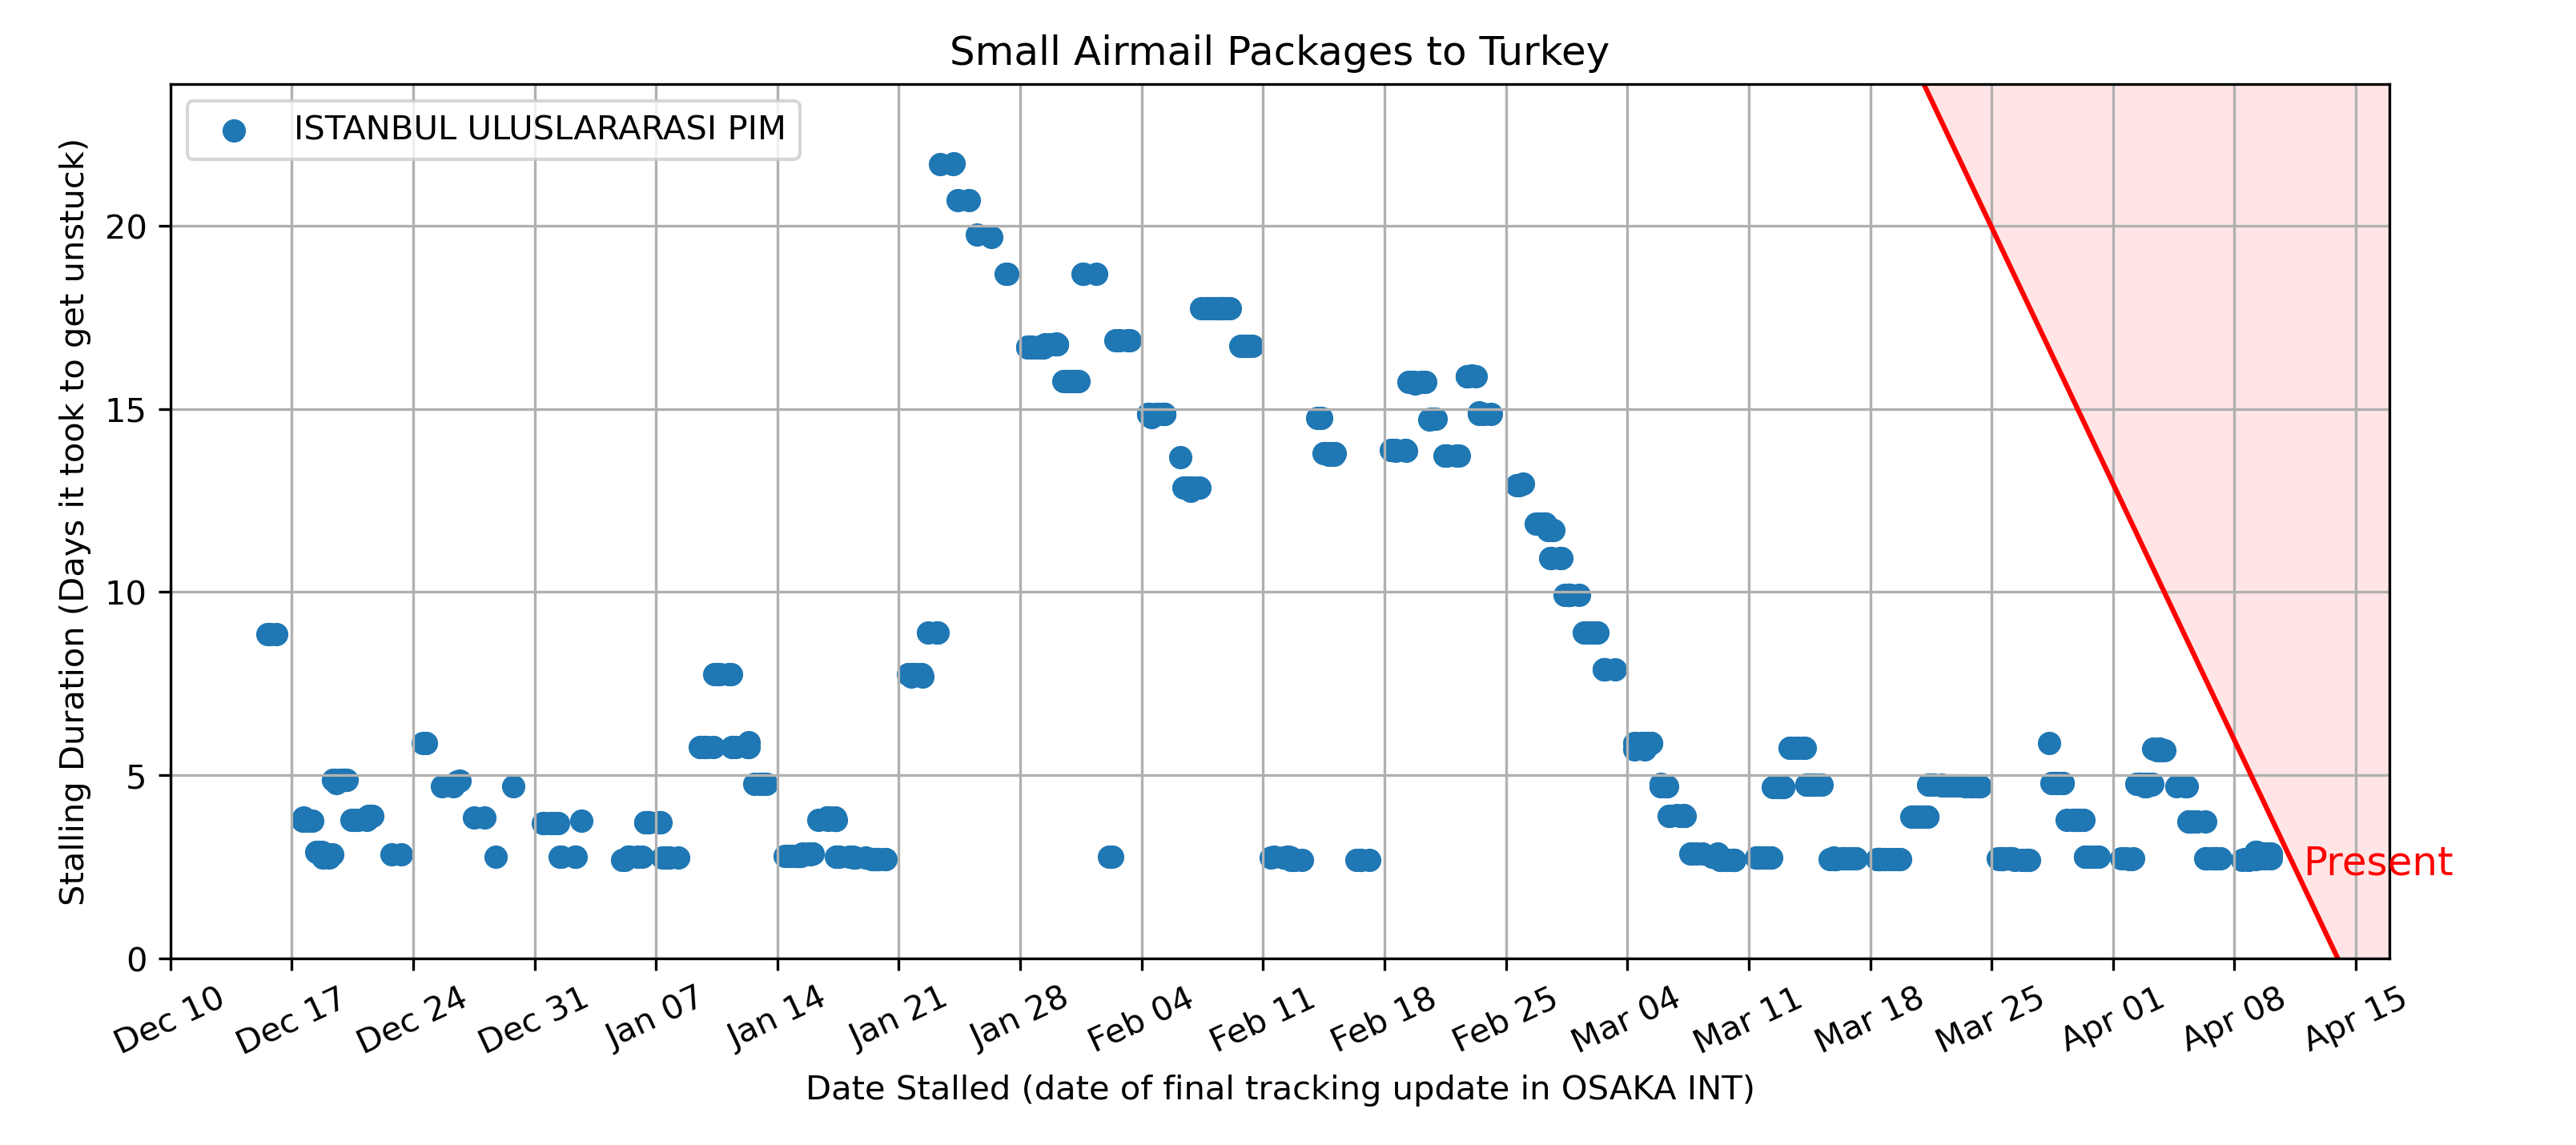 Small Airmail Packages to Turkey
ISTANBUL ULUSLARARASI PIM
Stalling Duration (Days it took to get unstuck)
20
15
10
5
0
Present
Dec 10
Dec 17
Dec 24
Dec 31
Jan 07
Jan 14
Jan 21
Jan 28
Feb 04
Feb 11
Feb 18
Feb 25
Mar 04
Mar 11
Mar 18
Mar 25
Apr 01
Apr 08
Apr 15
Date Stalled (date of final tracking update in OSAKA INT)